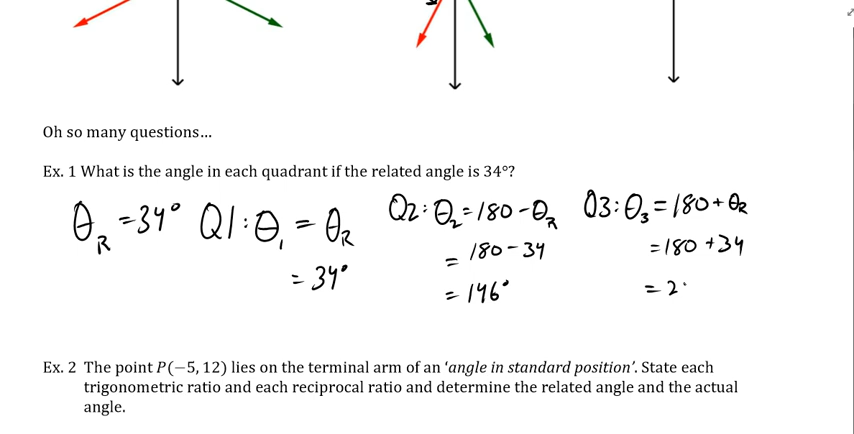 Oh so many questions…
Ex. 1 What is the angle in each quadrant if the related angle is 34°?
θR = 34° Q1: θ1 = θR
= 34°
Q2: θ2 = 180 - θR
= 180 - 34
= 146°
Q3: θ3 = 180 + θR
= 180 + 34
= 2
Ex. 2 The point P(−5, 12) lies on the terminal arm of an ‘angle in standard position’. State each
trigonometric ratio and each reciprocal ratio and determine the related angle and the actual
angle.